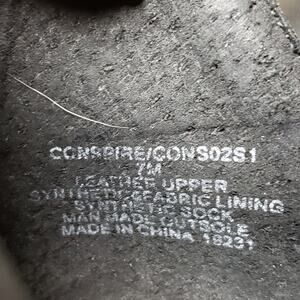 CONSPIRE/CONS02S1
7M
LEATHER UPPER
SYNTHETIC&FABRIC LINING
SYNTHETIC SOCK
MAN MADE OUTSOLE
MADE IN CHINA 18231